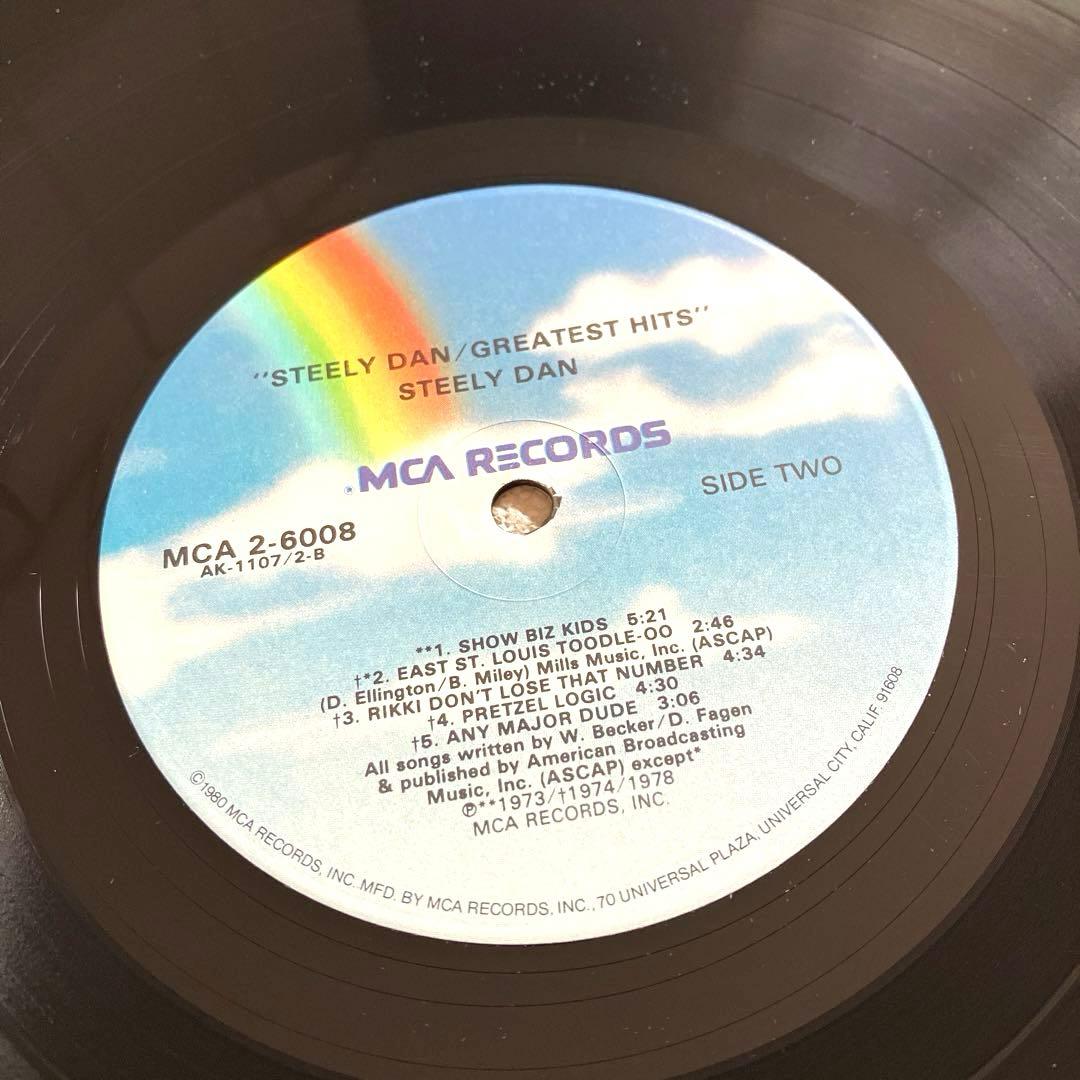 "STEELY DAN/GREATEST HITS"
STEELY DAN
MCA RECORDS
SIDE TWO
MCA 2-6008
AK-1107/2-B
**1. SHOW BIZ KIDS 5:21
†*2. EAST ST. LOUIS TOODLE-OO 2:46
(D. Ellington/B. Miley) Mills Music, Inc. (ASCAP)
†3. RIKKI DON'T LOSE THAT NUMBER 4:34
†4. PRETZEL LOGIC 4:30
†5. ANY MAJOR DUDE 3:06
All songs written by W. Becker/D. Fagen
& published by American Broadcasting
Music, Inc. (ASCAP) except*
℗**1973/†1974/1978
MCA RECORDS, INC.
©1980 MCA RECORDS, INC. MFD. BY MCA RECORDS, INC., 70 UNIVERSAL PLAZA, UNIVERSAL CITY, CALIF. 91608